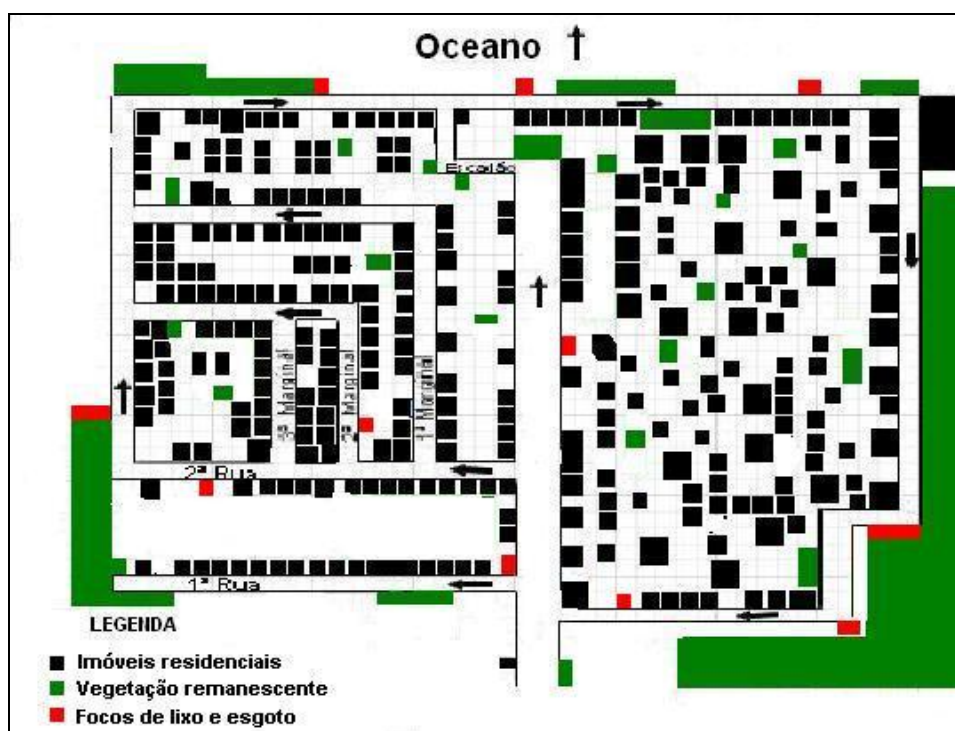 Oceano
Escadão
3ª Marginal
2ª Marginal
1ª Marginal
2ª Rua
1ª Rua
LEGENDA
Imóveis residenciais
Vegetação remanescente
Focos de lixo e esgoto